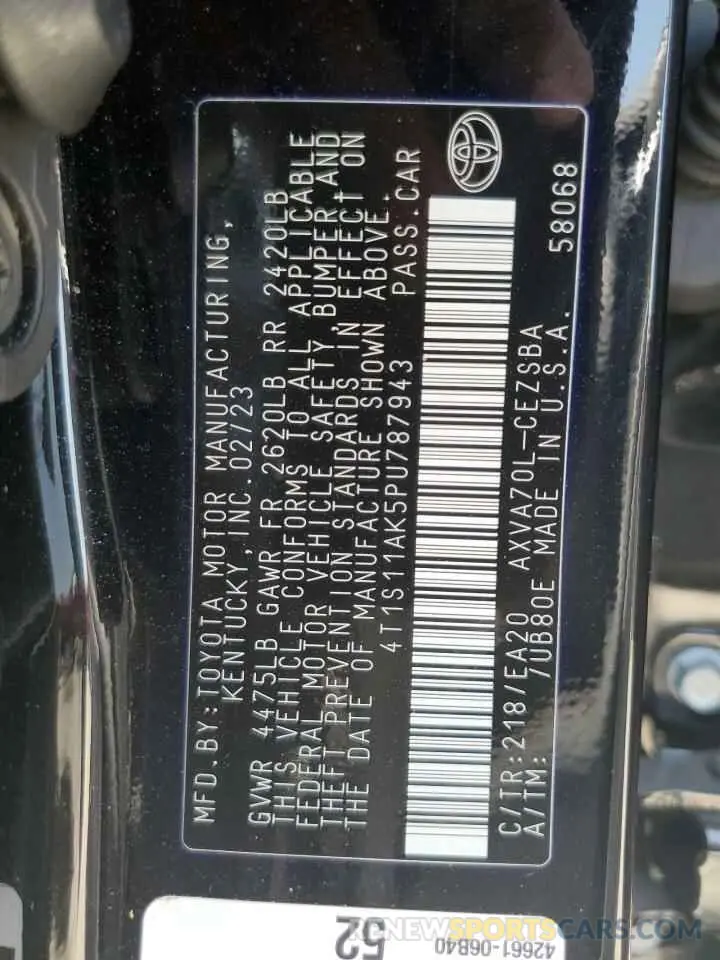 MFD.BY:TOYOTA MOTOR MANUFACTURING,
KENTUCKY,INC.02/23
GVWR 4475LB GAWR FR 2620LB RR 2420LB
THIS VEHICLE CONFORMS TO ALL APPLICABLE
FEDERAL MOTOR VEHICLE SAFETY, BUMPER AND
THEFT PREVENTION STANDARDS IN EFFECT ON
THE DATE OF MANUFACTURE SHOWN ABOVE.
4T1S11AK5PU787943 PASS.CAR
C/TR:218/EA20 AXVA70L-CEZSBA 58068
A/TM: /UB80E MADE IN U.S.A.
52
42661-06B40
RENEWSPORTSCARS.COM